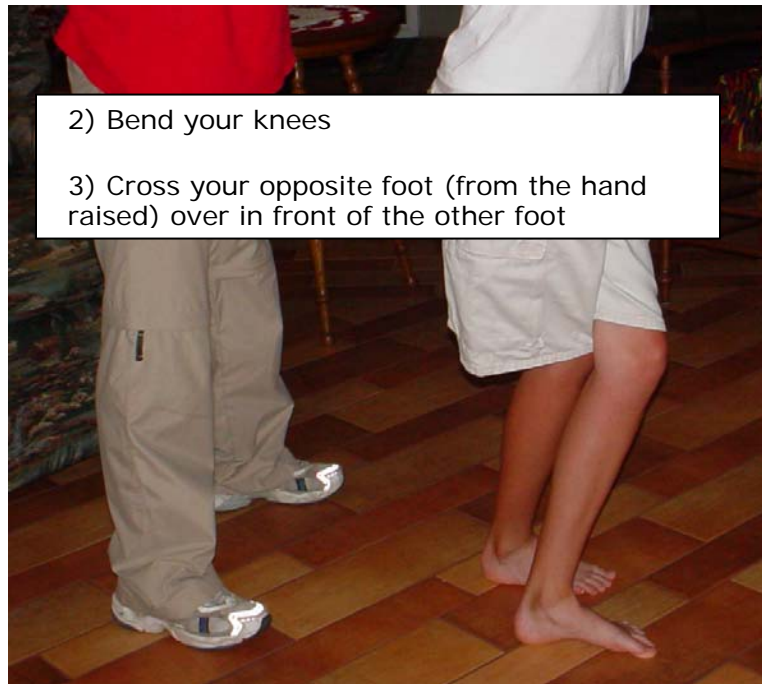 2) Bend your knees
3) Cross your opposite foot (from the hand
raised) over in front of the other foot